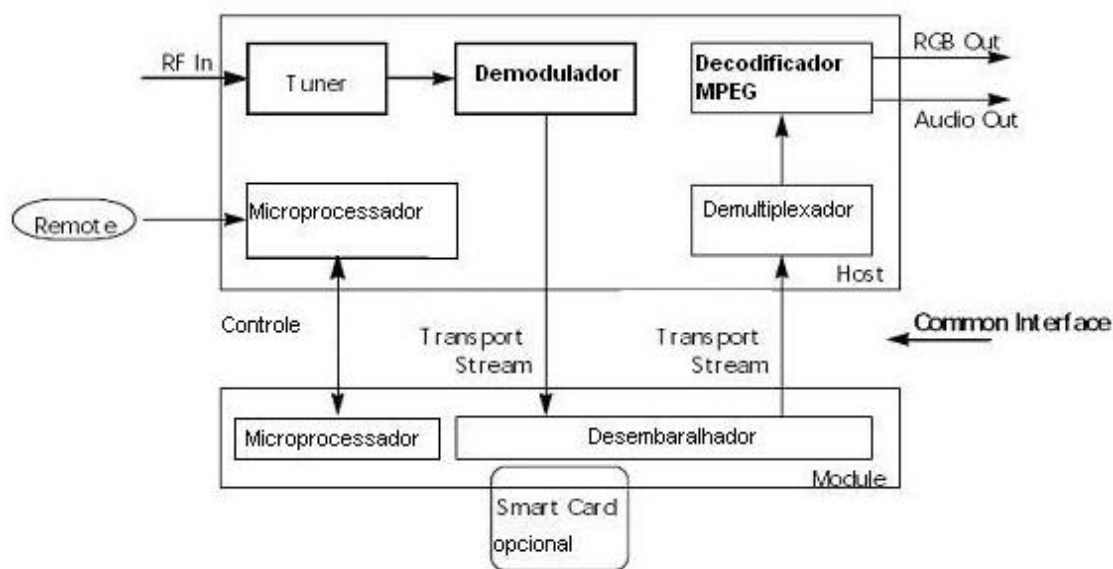 RF In
Tuner
Demodulador
Decodificador
MPEG
RGB Out
Audio Out
Remote
Microprocessador
Demultiplexador
Host
Controle
Transport
Stream
Transport
Stream
Common Interface
Microprocessador
Desembaralhador
Module
Smart Card
opcional